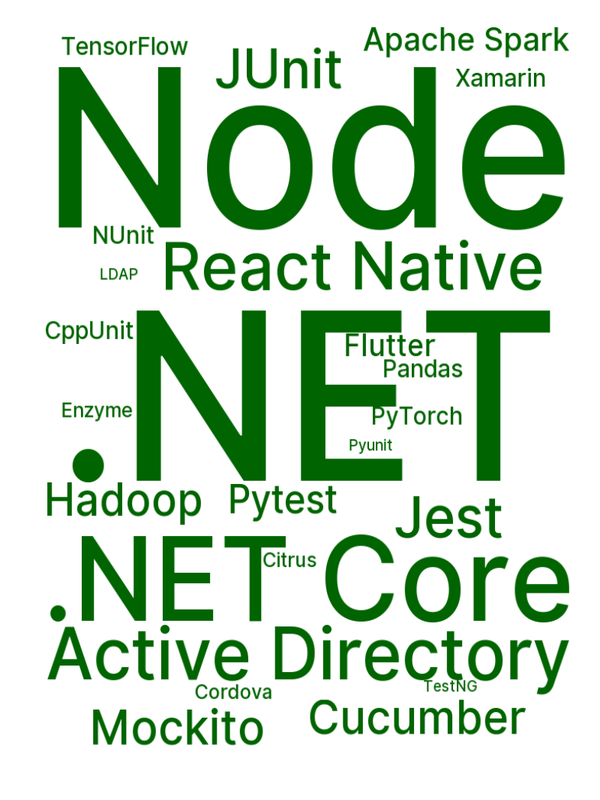 TensorFlow
JUnit
Apache Spark
Xamarin
Node
NUnit
LDAP
React Native
CppUnit
.NET
Flutter
Pandas
Enzyme
PyTorch
Pyunit
Hadoop
Pytest
Jest
.NET Core
Citrus
Active Directory
Cordova
TestNG
Mockito
Cucumber